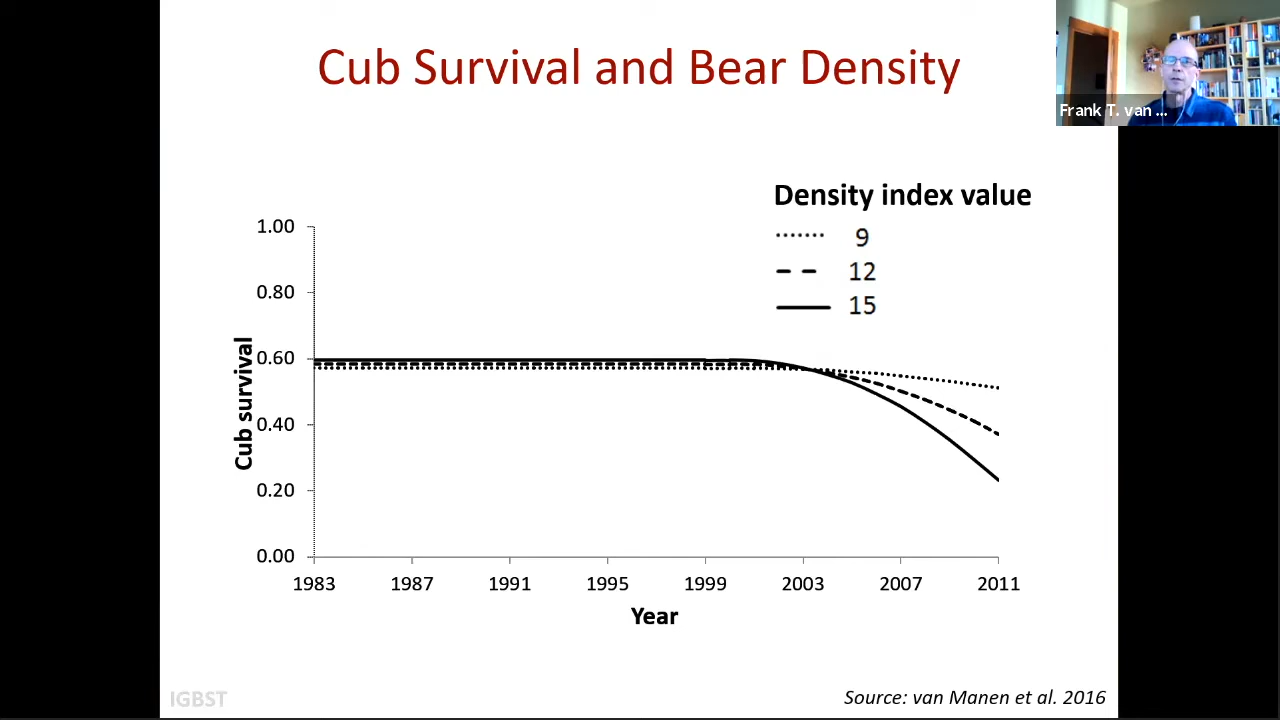 Cub Survival and Bear Density
Frank T. van ...
Density index value
9
12
15
1.00
0.80
0.60
0.40
0.20
0.00
Cub survival
1983 1987 1991 1995 1999 2003 2007 2011
Year
IGBST
Source: van Manen et al. 2016